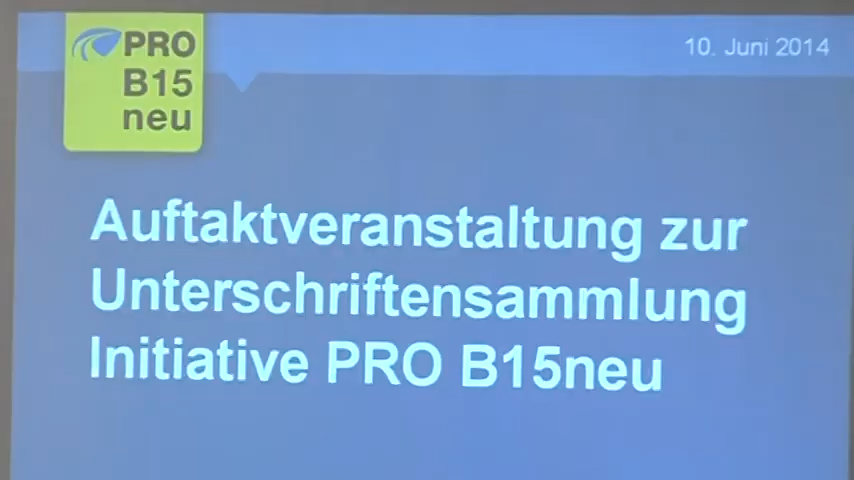 PRO
B15
neu
10. Juni 2014
Auftaktveranstaltung zur
Unterschriftensammlung
Initiative PRO B15neu